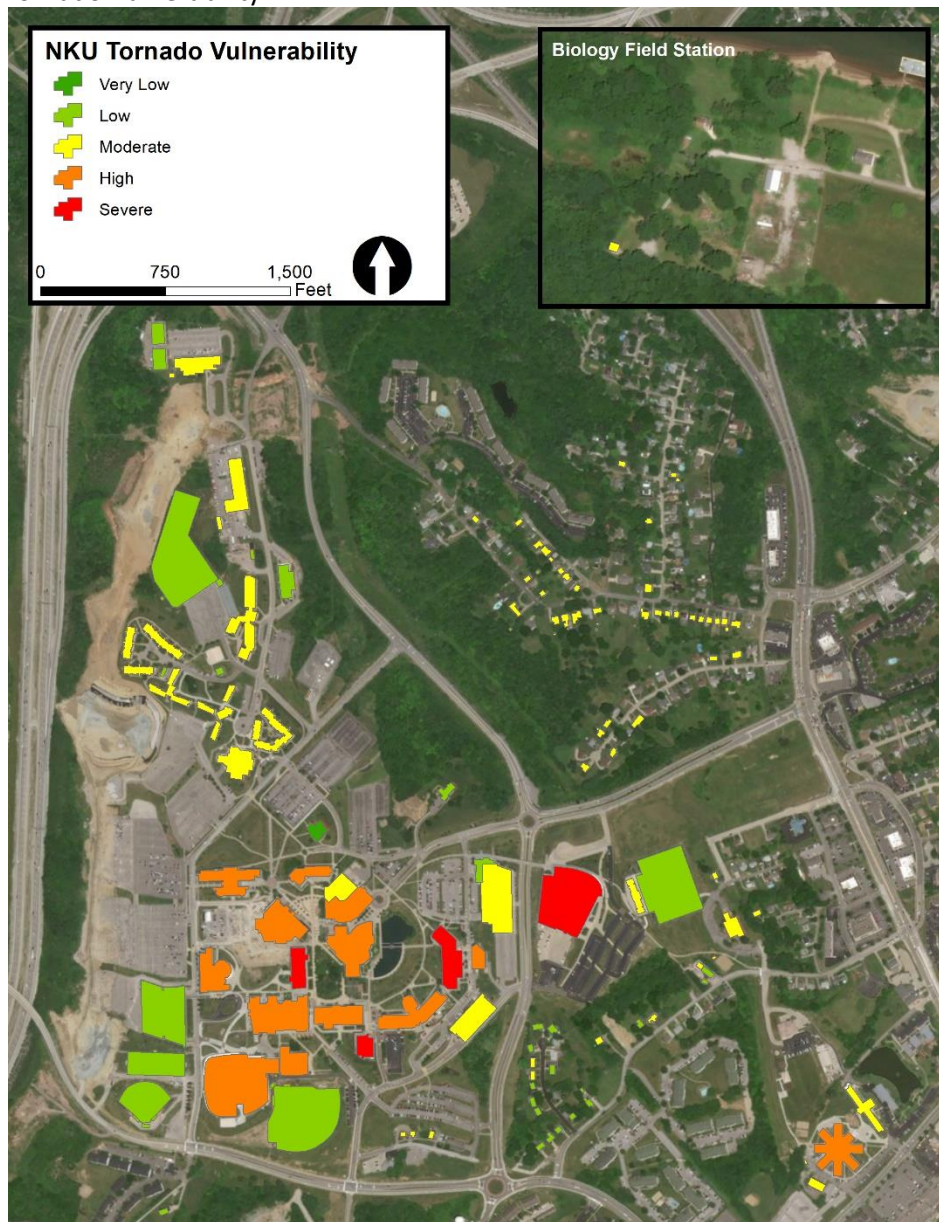 NKU Tornado Vulnerability
Very Low
Low
Moderate
High
Severe
0 750 1,500
Feet
Biology Field Station